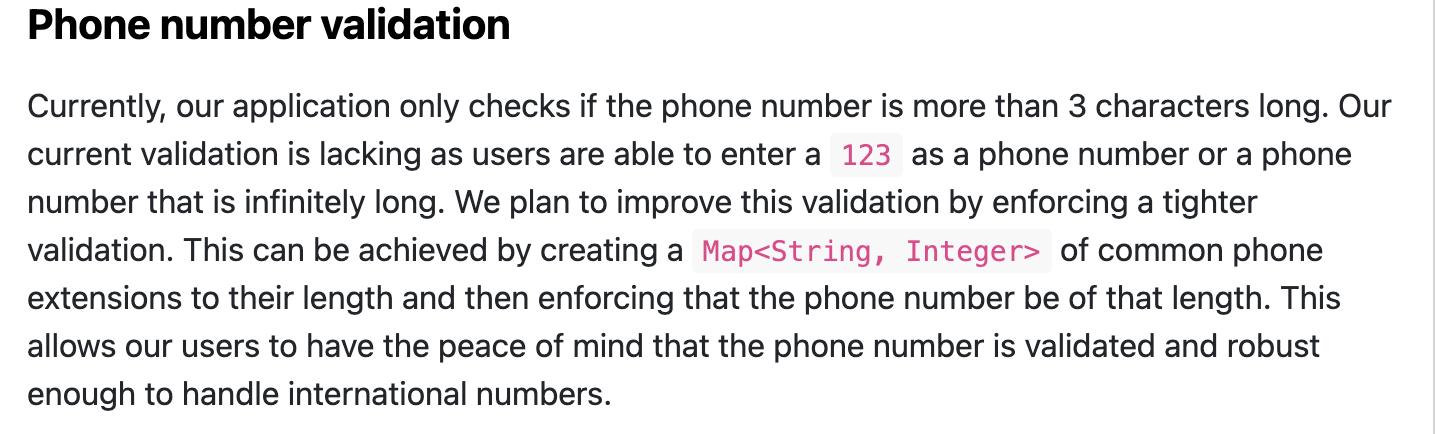 Phone number validation
Currently, our application only checks if the phone number is more than 3 characters long. Our
current validation is lacking as users are able to enter a 123 as a phone number or a phone
number that is infinitely long. We plan to improve this validation by enforcing a tighter
validation. This can be achieved by creating a Map<String, Integer> of common phone
extensions to their length and then enforcing that the phone number be of that length. This
allows our users to have the peace of mind that the phone number is validated and robust
enough to handle international numbers.